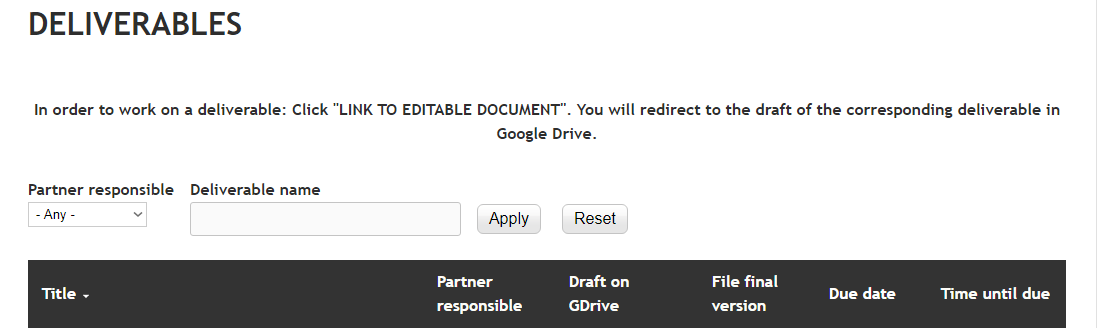 DELIVERABLES
In order to work on a deliverable: Click "LINK TO EDITABLE DOCUMENT". You will redirect to the draft of the corresponding deliverable in
Google Drive.
Partner responsible Deliverable name
- Any - Apply Reset
Title Partner responsible Draft on GDrive File final version Due date Time until due